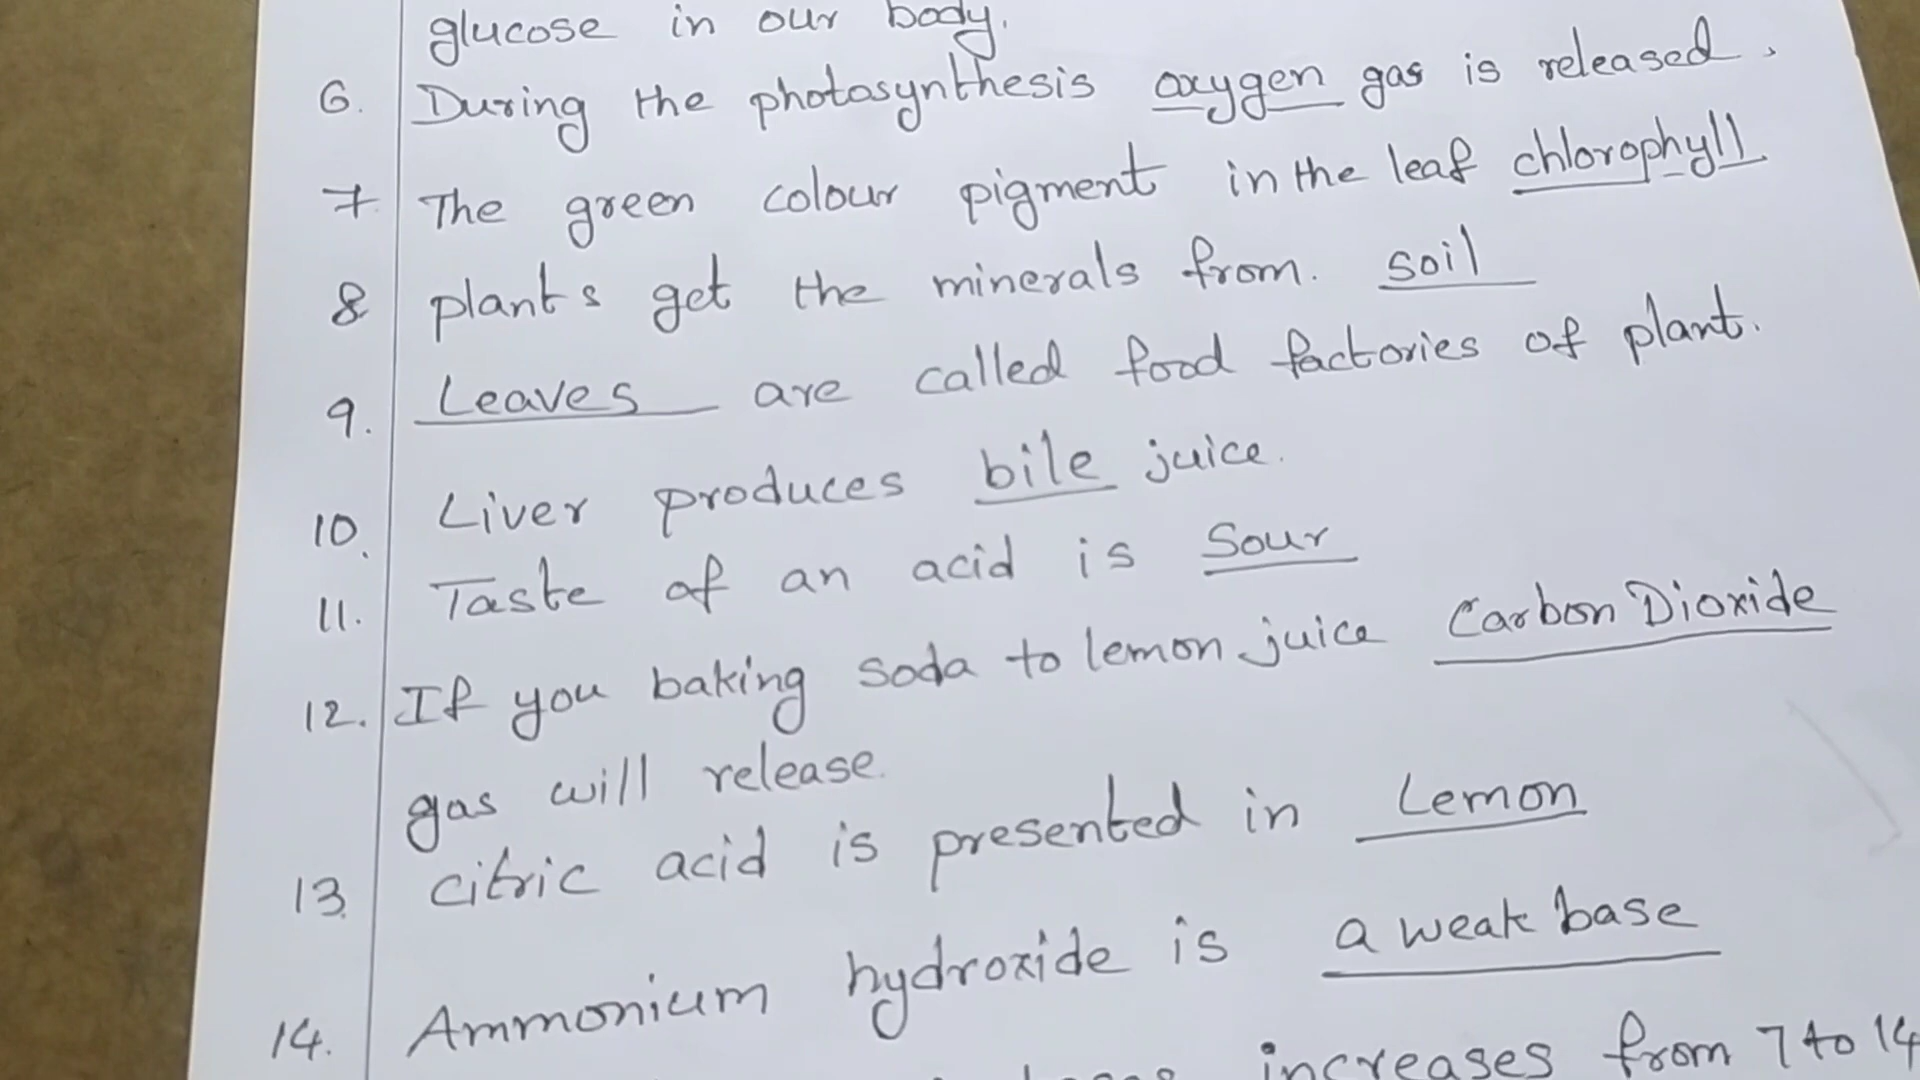 glucose in our body.
6. During the photosynthesis oxygen gas is released.
7. The green colour pigment in the leaf chlorophyll
8 plants get the minerals from. soil
9. Leaves are called food factories of plant.
10. Liver produces bile juice.
11. Taste of an acid is Sour
12. If you baking soda to lemon juice Carbon Dioxide
gas will release.
13. citric acid is presented in Lemon
14. Ammonium hydroxide is a weak base
increases from 7 to 14